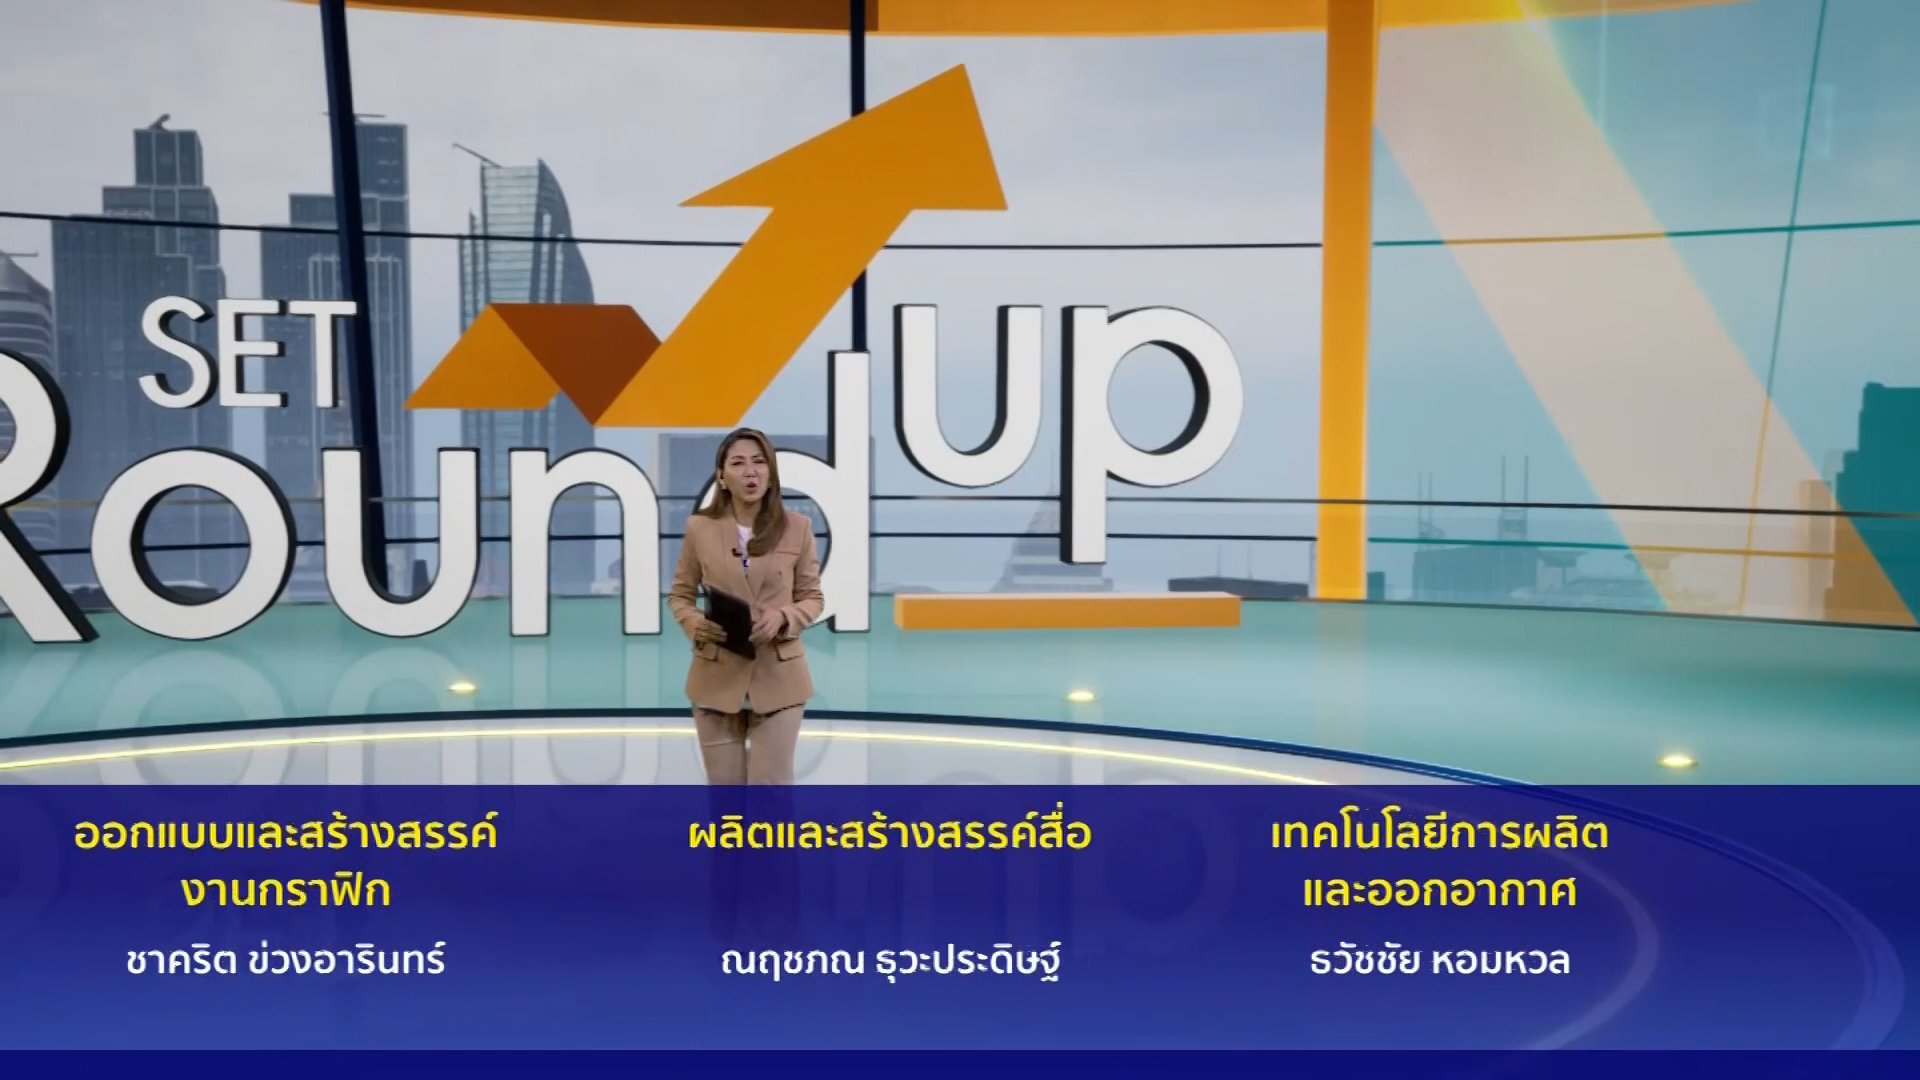 SET
Round up
ออกแบบและสร้างสรรค์
งานกราฟิก
ชาคริต ข่วงอารินทร์
ผลิตและสร้างสรรค์สื่อ
ณฤชภณ ธุวะประดิษฐ์
เทคโนโลยีการผลิต
และออกอากาศ
ธวัชชัย หอมหวล